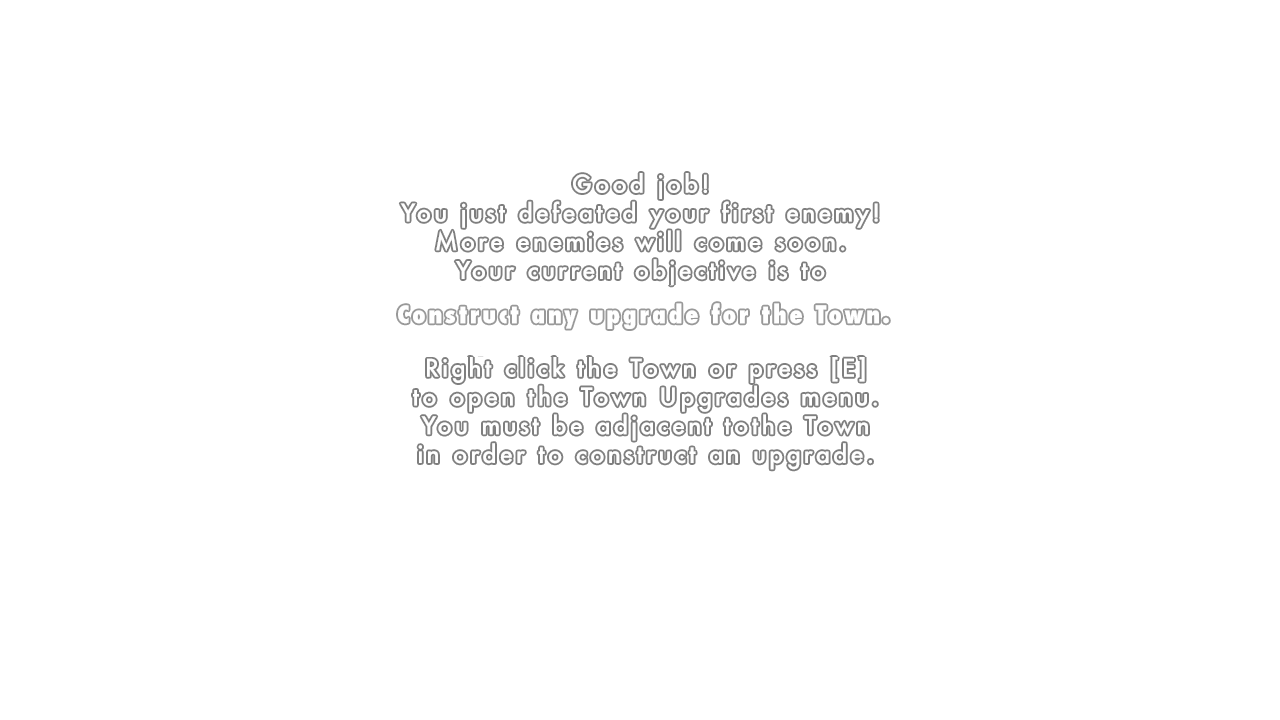 Good job!
You just defeated your first enemy!
More enemies will come soon.
Your current objective is to
Construct any upgrade for the Town.
Right click the Town or press [E]
to open the Town Upgrades menu.
You must be adjacent tothe Town
in order to construct an upgrade.